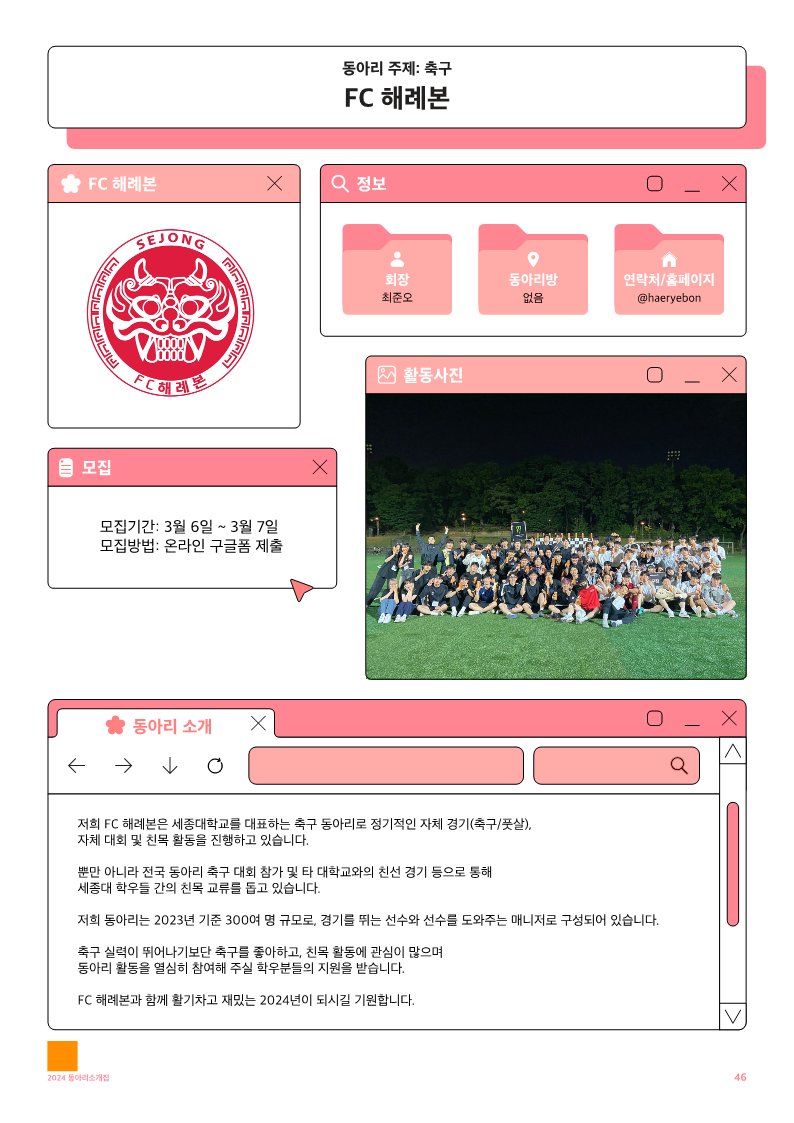 동아리 주제: 축구
FC 해례본
FC 해례본
SEJONG
FC해례본
정보
회장
최준오
동아리방
없음
연락처/홈페이지
@haeryebon
활동사진
모집
모집기간: 3월 6일 ~ 3월 7일
모집방법: 온라인 구글폼 제출
동아리 소개
저희 FC 해례본은 세종대학교를 대표하는 축구 동아리로 정기적인 자체 경기(축구/풋살),
자체 대회 및 친목 활동을 진행하고 있습니다.
뿐만 아니라 전국 동아리 축구 대회 참가 및 타 대학교와의 친선 경기 등으로 통해
세종대 학우들 간의 친목 교류를 돕고 있습니다.
저희 동아리는 2023년 기준 300여 명 규모로, 경기를 뛰는 선수와 선수를 도와주는 매니저로 구성되어 있습니다.
축구 실력이 뛰어나기보단 축구를 좋아하고, 친목 활동에 관심이 많으며
동아리 활동을 열심히 참여해 주실 학우분들의 지원을 받습니다.
FC 해례본과 함께 활기차고 재밌는 2024년이 되시길 기원합니다.
2024 동아리소개집
46